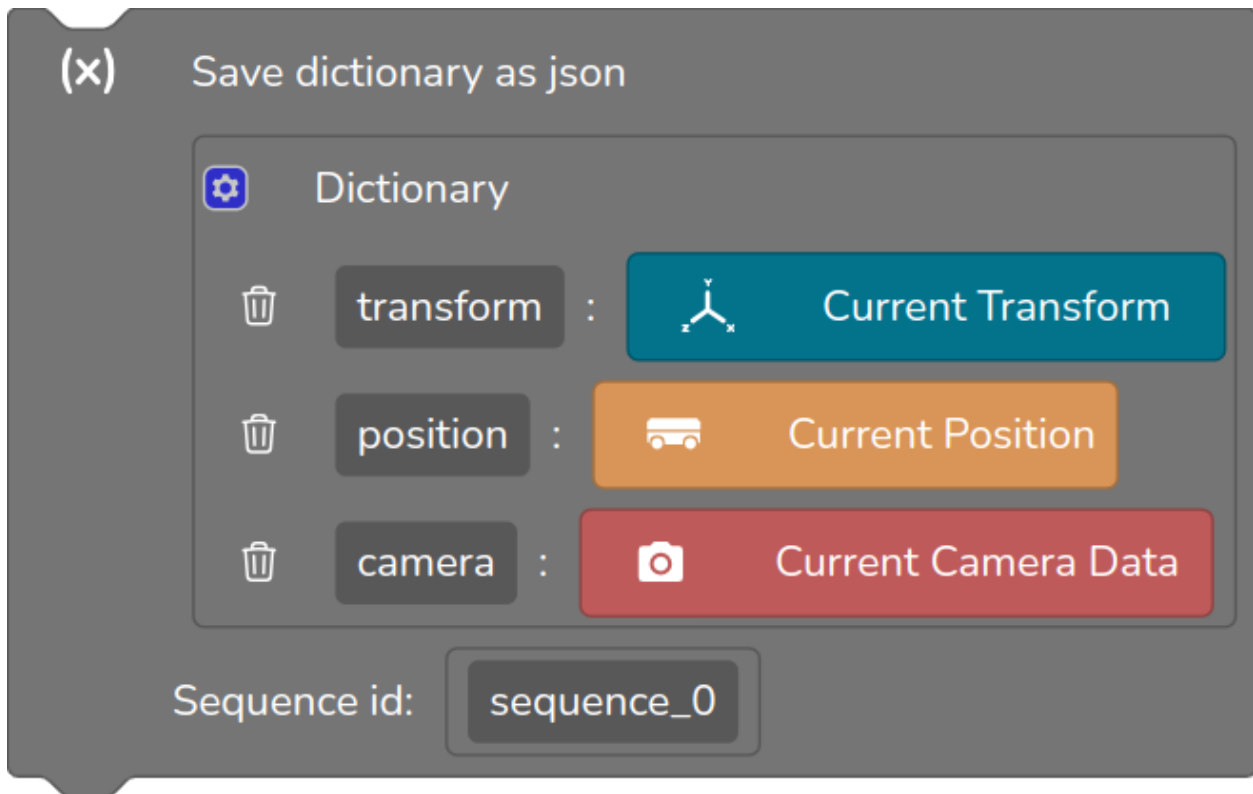 (x) Save dictionary as json
Dictionary
transform : Y Z X Current Transform
position : Current Position
camera : Current Camera Data
Sequence id: sequence_0